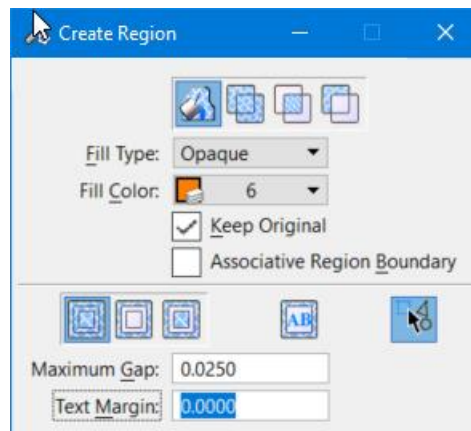 Create Region
Fill Type: Opaque
Fill Color: 6
Keep Original
Associative Region Boundary
AB
Maximum Gap: 0.0250
Text Margin: 0.0000